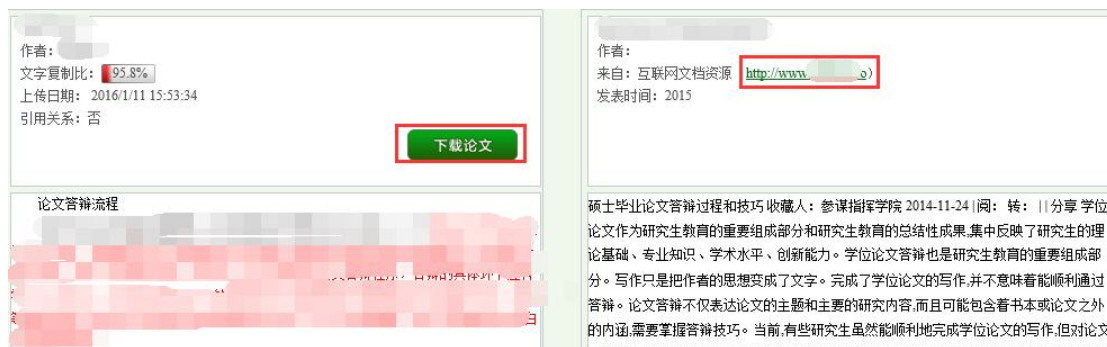 作者：
文字复制比： 95.8%
上传日期： 2016/1/11 15:53:34
引用关系：否
下载论文
论文答辩流程
作者：
来自：互联网文档资源 http://www. o)
发表时间：2015
硕士毕业论文答辩过程和技巧 收藏人：参谋指挥学院 2014-11-24 |阅： 转： ||分享 学位
论文作为研究生教育的重要组成部分和研究生教育的总结性成果,集中反映了研究生的理
论基础、专业知识、学术水平、创新能力。学位论文答辩也是研究生教育的重要组成部
分。写作只是把作者的思想变成了文字。完成了学位论文的写作,并不意味着能顺利通过
答辩。论文答辩不仅表达论文的主题和主要的研究内容,而且可能包含着书本或论文之外
的内涵,需要掌握答辩技巧。当前,有些研究生虽然能顺利地完成学位论文的写作,但对论文